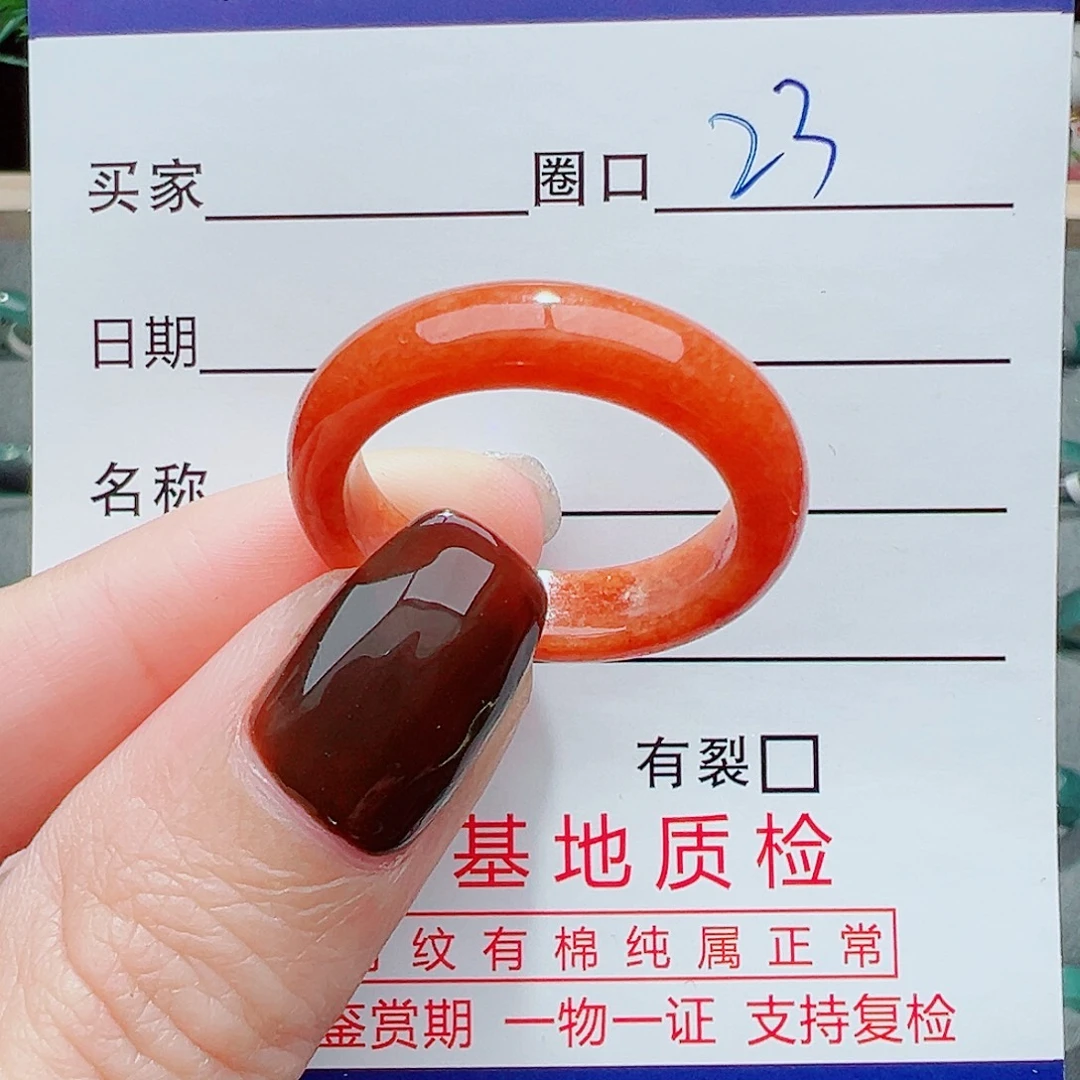 买家 圈口 23
日期
名称
有裂
基地质检
纹有棉纯属正常
鉴赏期 一物一证 支持复检